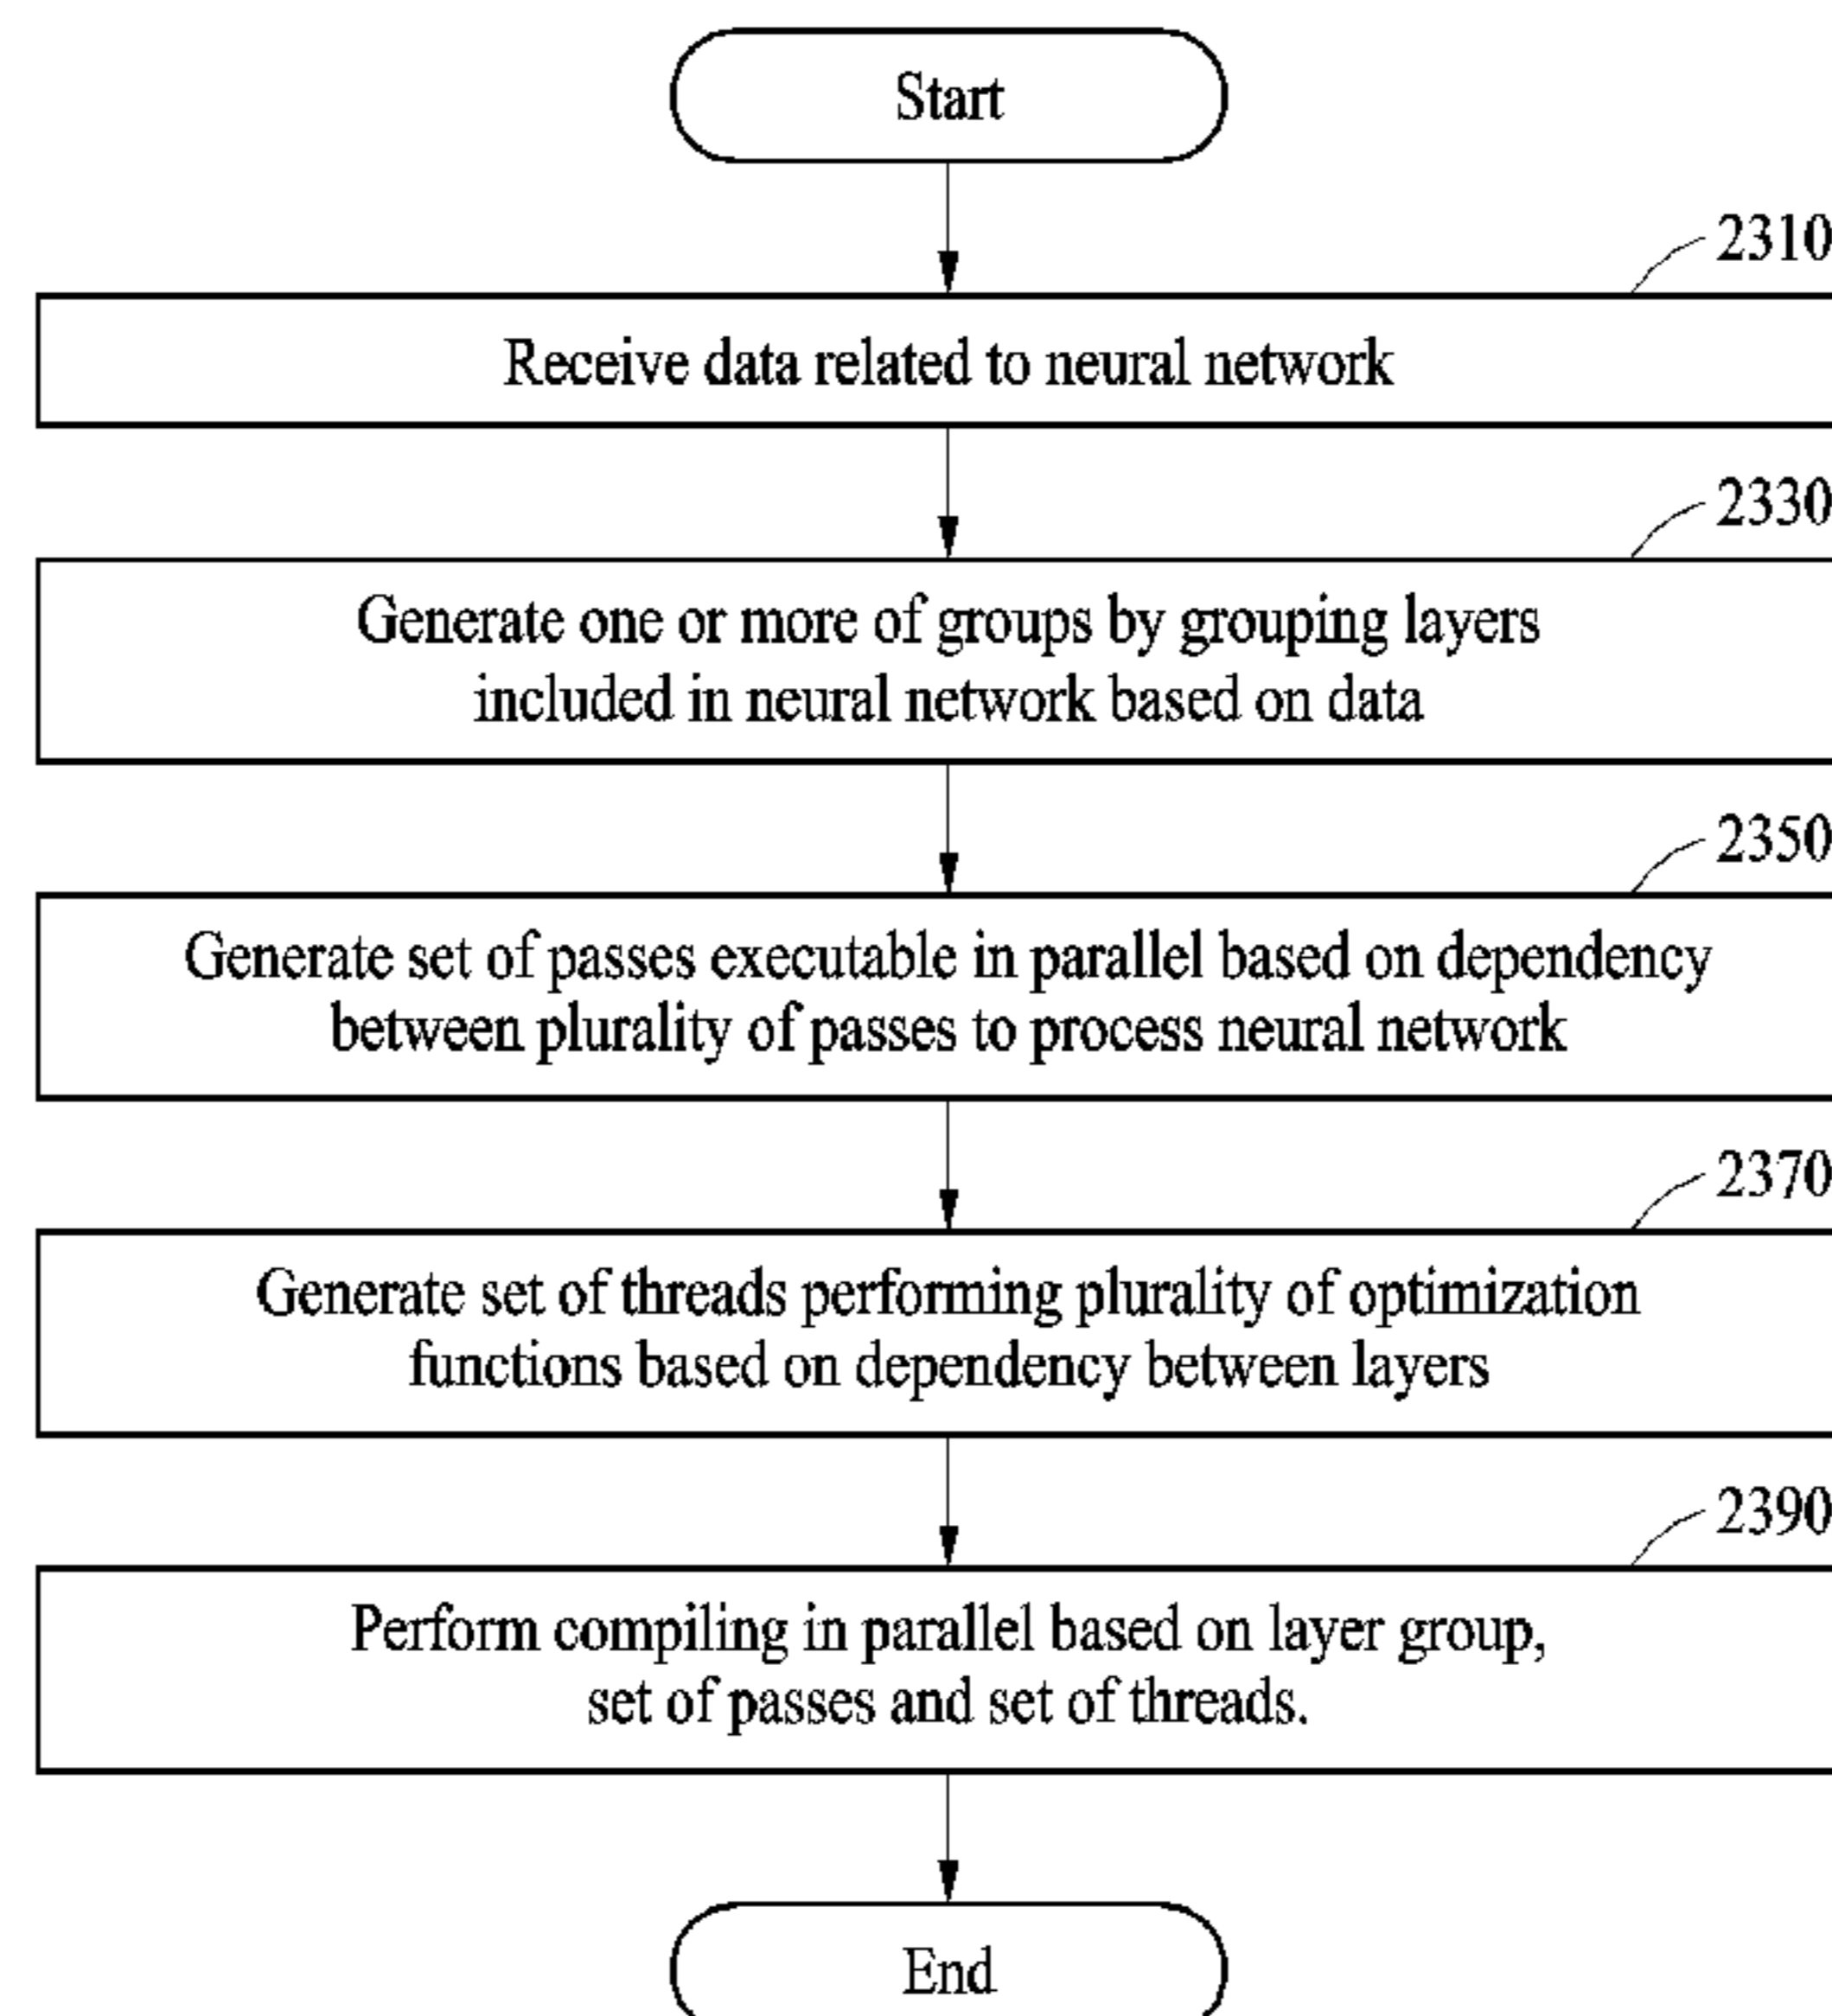 Start
2310
Receive data related to neural network
2330
Generate one or more of groups by grouping layers
included in neural network based on data
2350
Generate set of passes executable in parallel based on dependency
between plurality of passes to process neural network
2370
Generate set of threads performing plurality of optimization
functions based on dependency between layers
2390
Perform compiling in parallel based on layer group,
set of passes and set of threads.
End